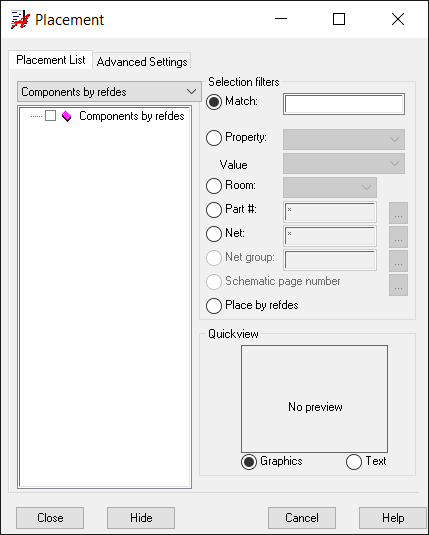 Placement
Placement List
Advanced Settings
Components by refdes
Components by refdes
Selection filters
Match:
Property:
Value
Room:
Part #:
*
...
Net:
*
...
Net group:
...
Schematic page number
...
Place by refdes
Quickview
No preview
Graphics
Text
Close
Hide
Cancel
Help